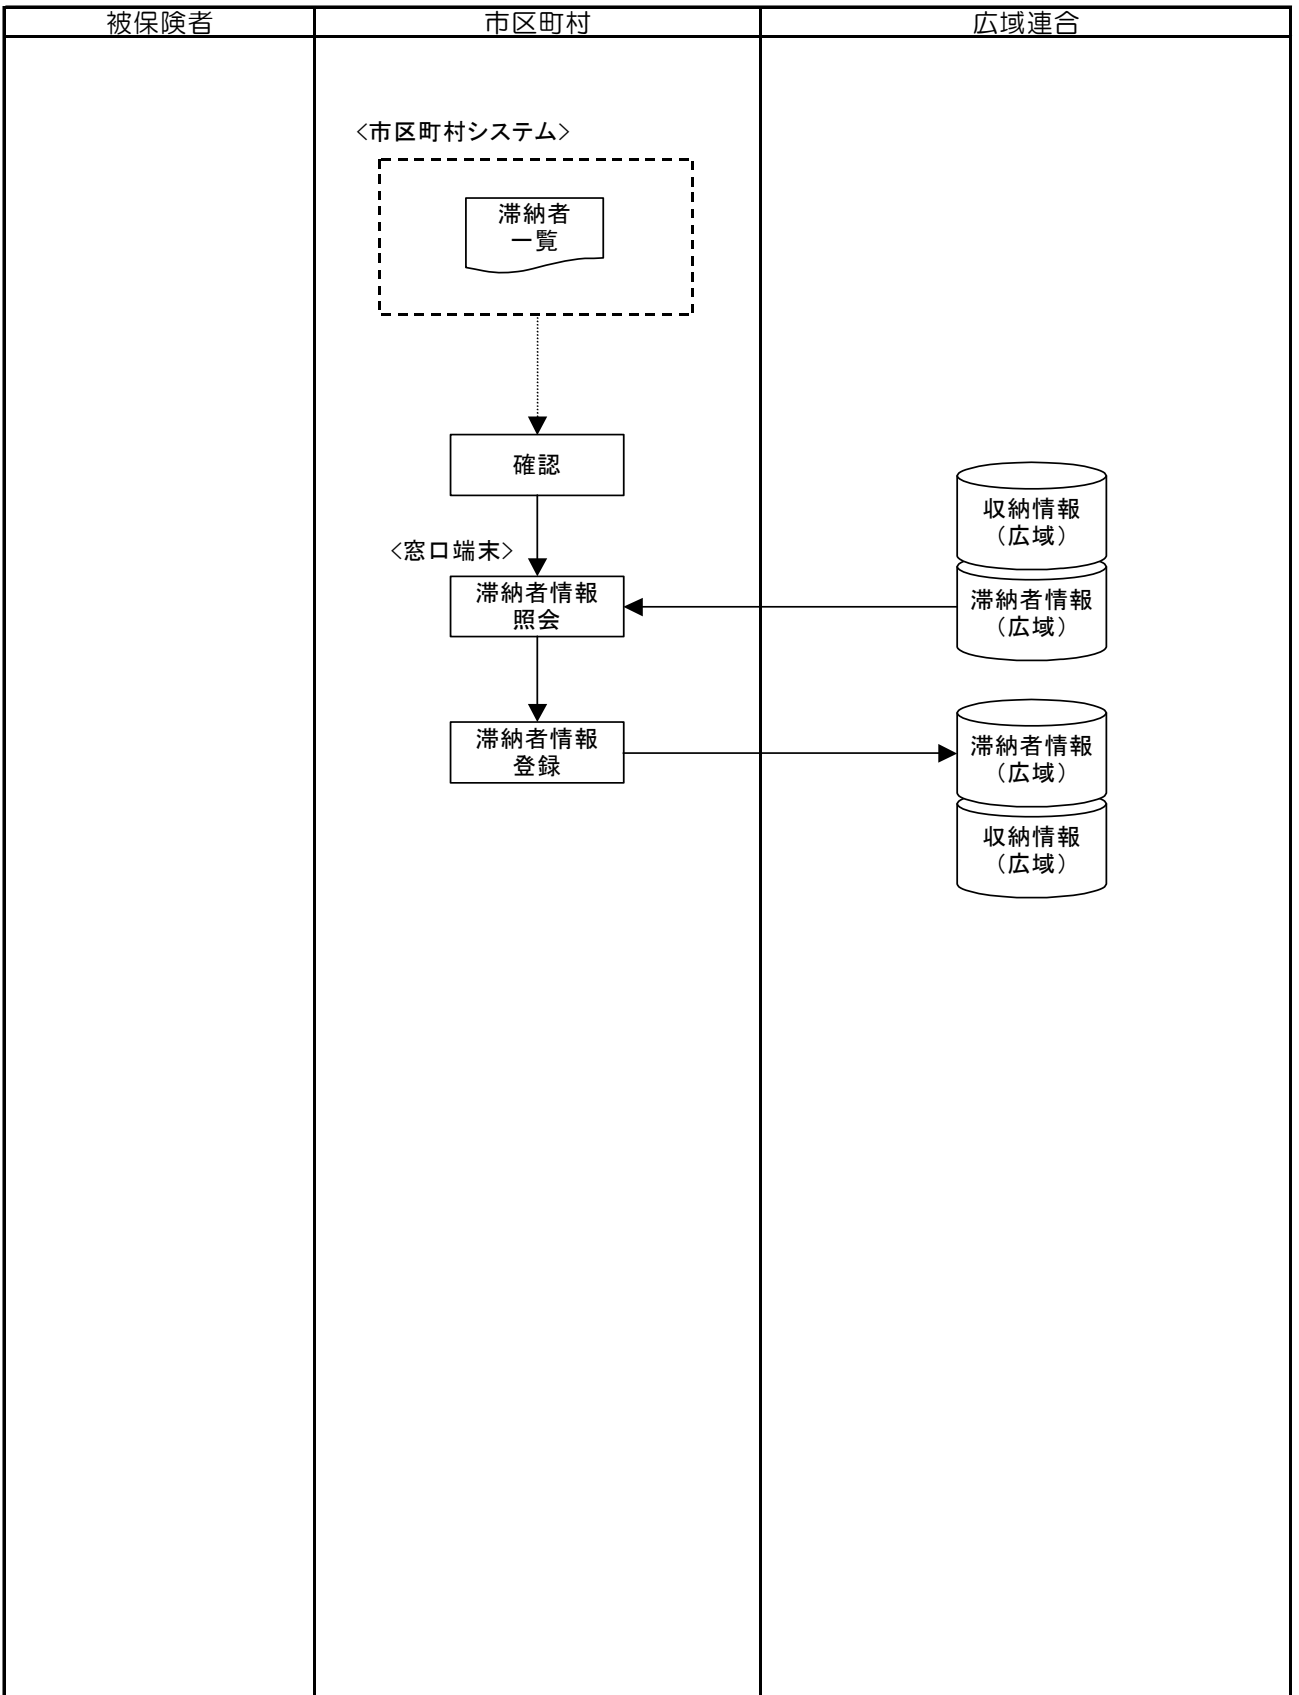 被保険者
市区町村
広域連合
<市区町村システム>
滞納者
一覧
確認
<窓口端末>
滞納者情報
照会
収納情報
（広域）
滞納者情報
（広域）
滞納者情報
登録
滞納者情報
（広域）
収納情報
（広域）